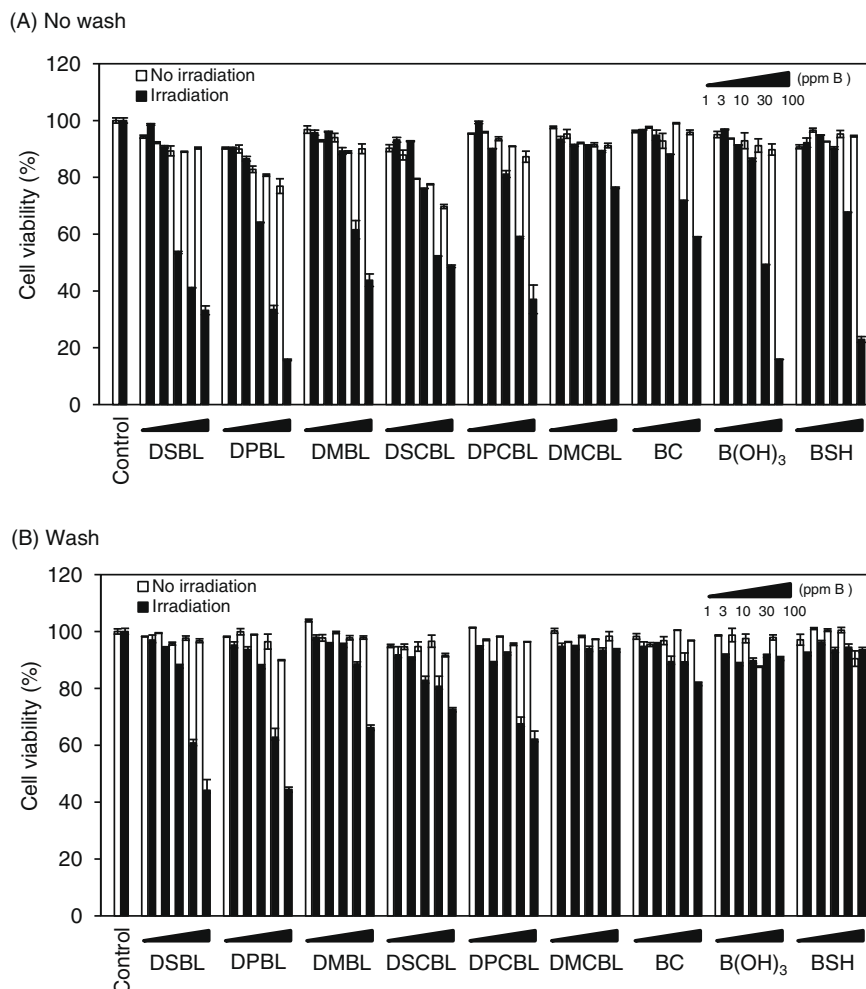 (A) No wash
120
100
80
60
40
20
0
Cell viability (%)
No irradiation
Irradiation
(ppm B)
1 3 10 30 100
Control
DSBL DPBL DMBL DSCBL DPCBL DMCBL BC B(OH)₃ BSH
(B) Wash
120
100
80
60
40
20
0
Cell viability (%)
No irradiation
Irradiation
(ppm B)
1 3 10 30 100
Control
DSBL DPBL DMBL DSCBL DPCBL DMCBL BC B(OH)₃ BSH